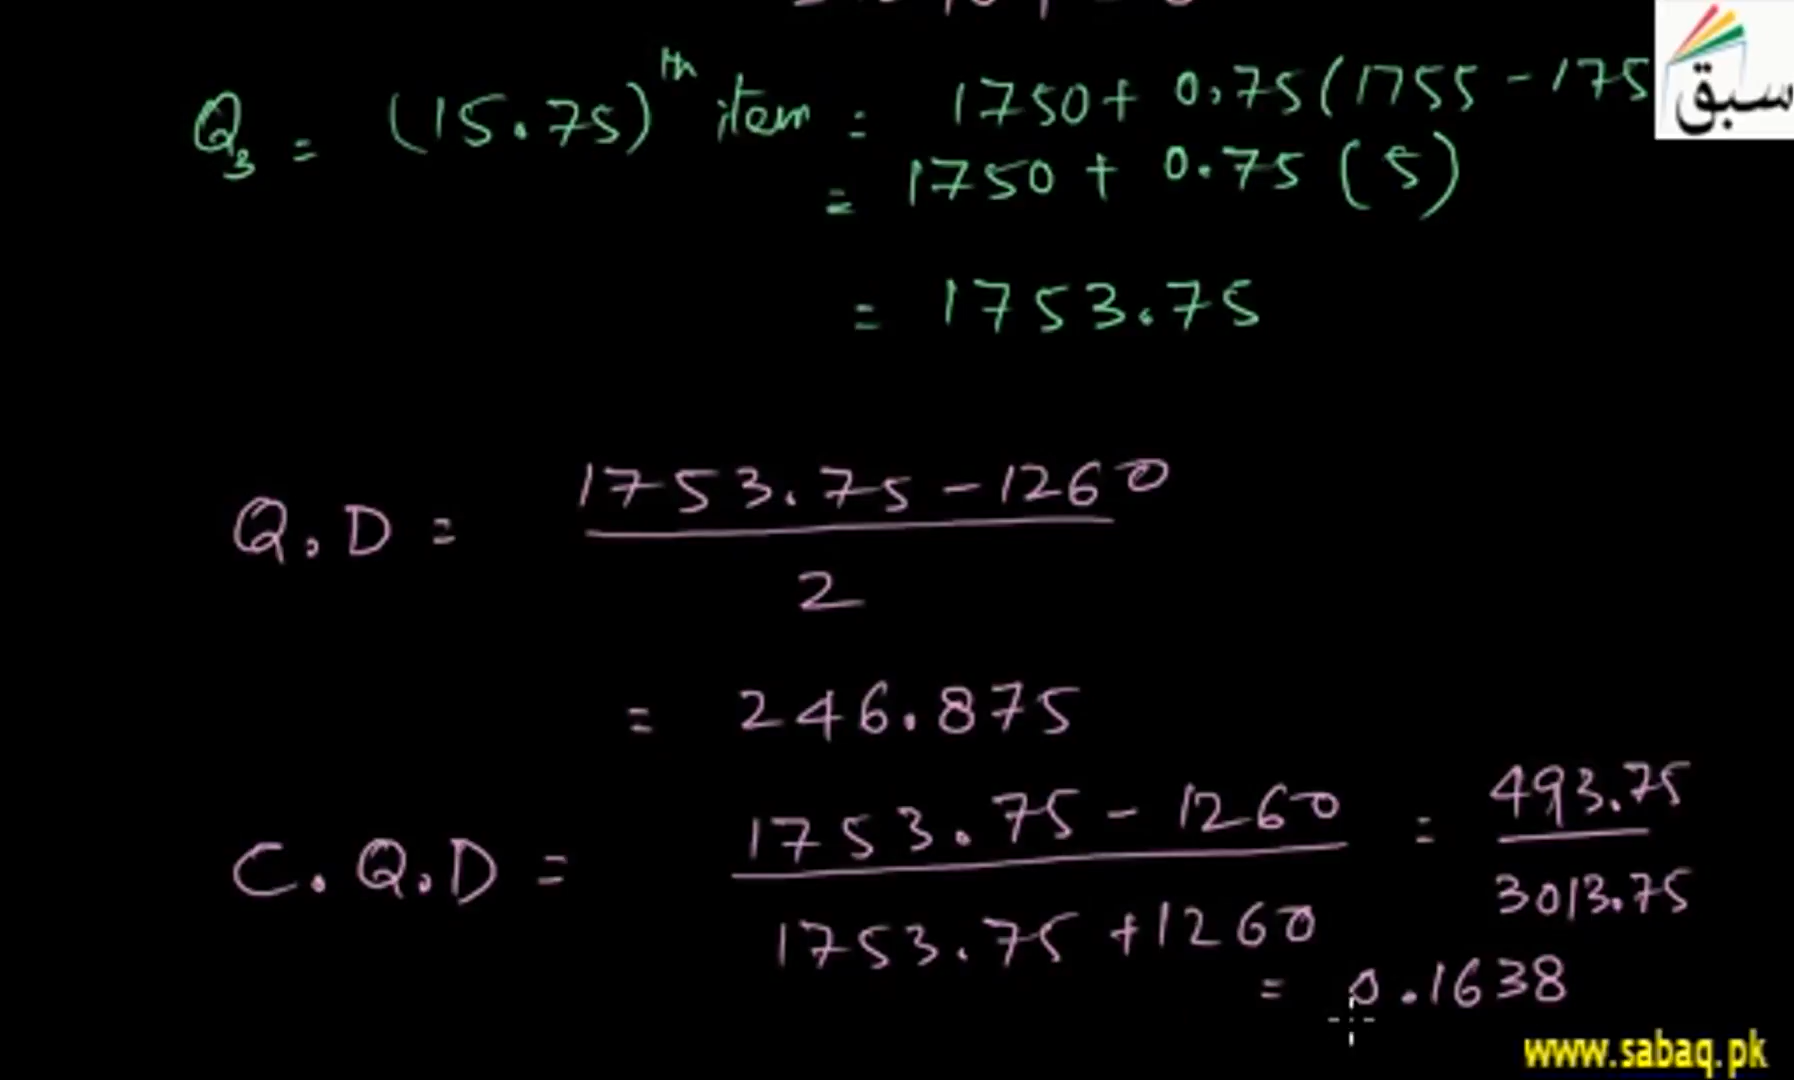 سبق
Q₃ = (15.75)ᵗʰ item = 1750 + 0.75(1755 - 175
= 1750 + 0.75 (5)
= 1753.75
Q.D = 1753.75 - 1260
2
= 246.875
C.Q.D = 1753.75 - 1260 = 493.75
1753.75 + 1260 3013.75
= 0.1638
www.sabaq.pk